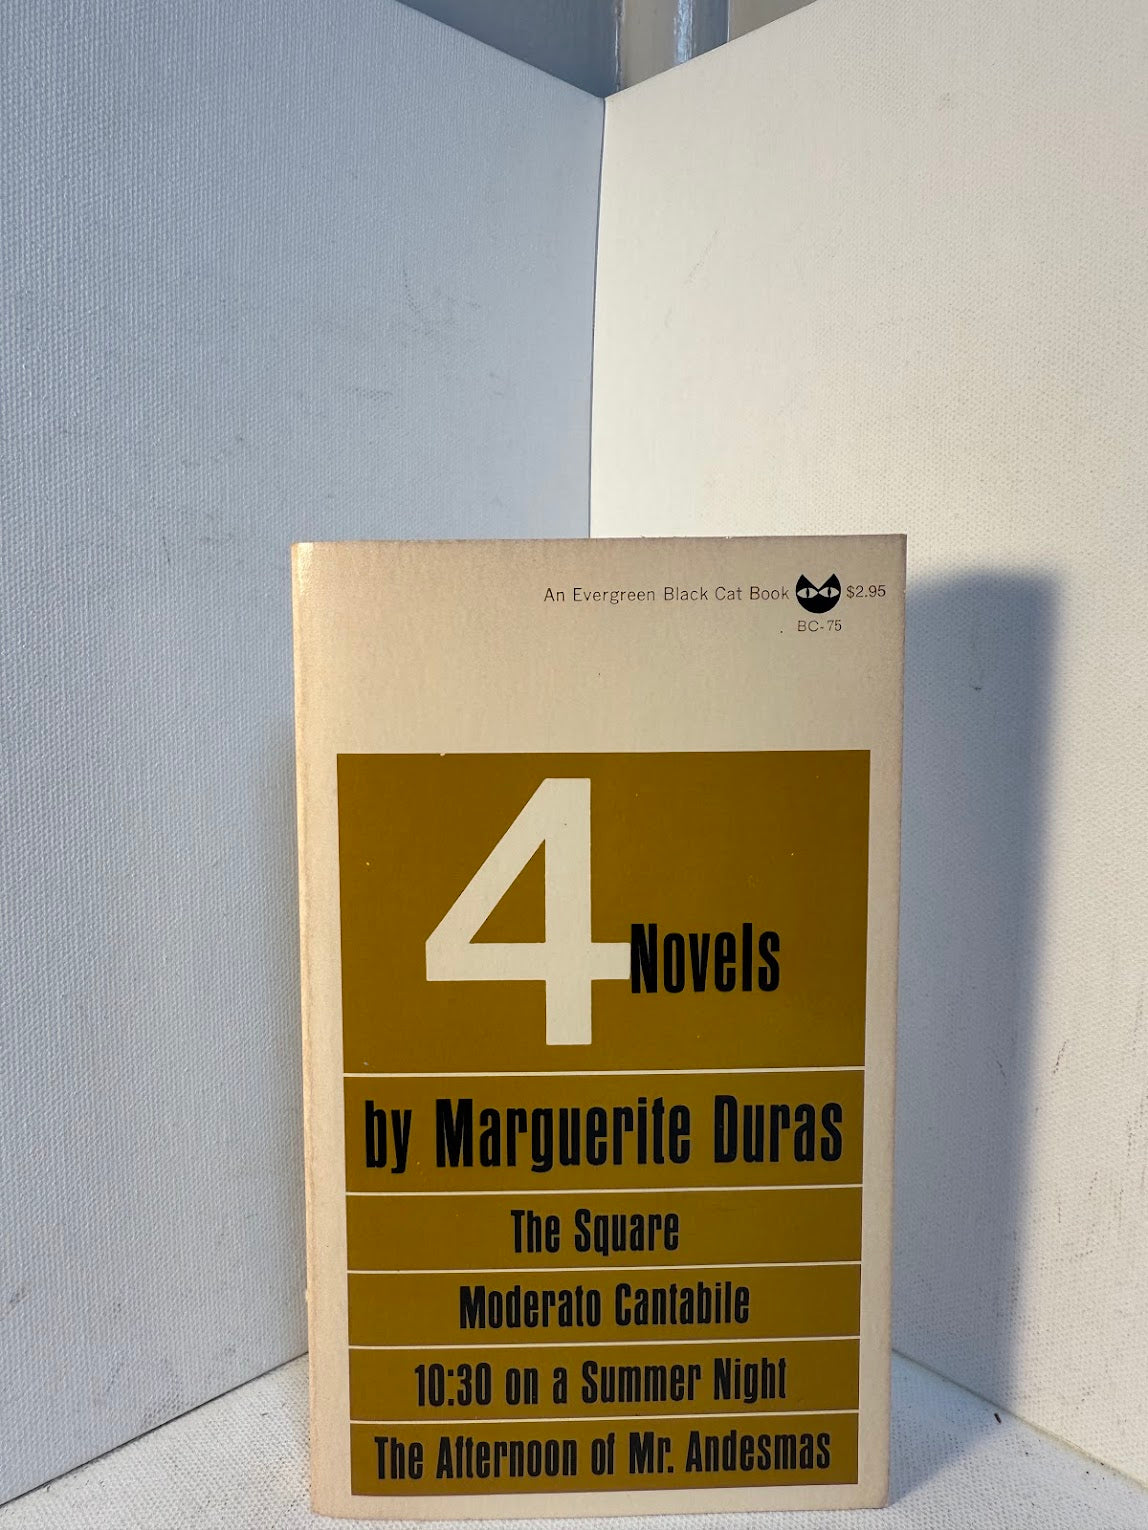 An Evergreen Black Cat Book $2.95
BC-75
4 Novels
by Marguerite Duras
The Square
Moderato Cantabile
10:30 on a Summer Night
The Afternoon of Mr. Andesmas